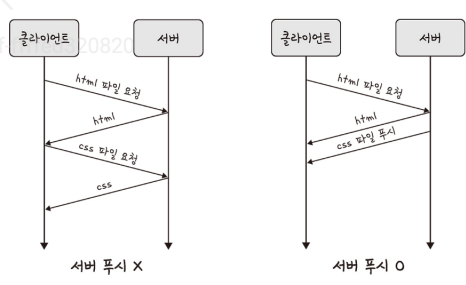 클라이언트
서버
html 파일 요청
html
css 파일 요청
css
서버 푸시 X
클라이언트
서버
html 파일 요청
html
css 파일 푸시
서버 푸시 O